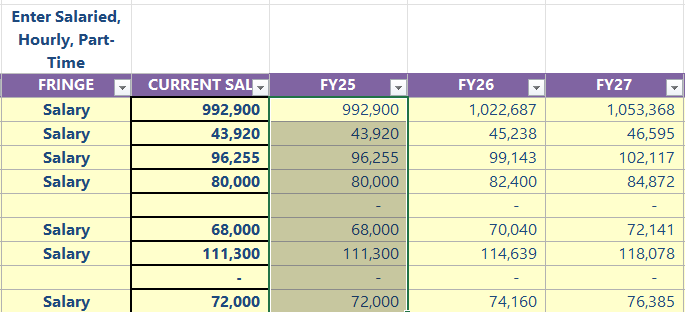 Enter Salaried,
Hourly, Part-
Time
FRINGE CURRENT SAL FY25 FY26 FY27
Salary 992,900 992,900 1,022,687 1,053,368
Salary 43,920 43,920 45,238 46,595
Salary 96,255 96,255 99,143 102,117
Salary 80,000 80,000 82,400 84,872
- - -
Salary 68,000 68,000 70,040 72,141
Salary 111,300 111,300 114,639 118,078
- - - -
Salary 72,000 72,000 74,160 76,385